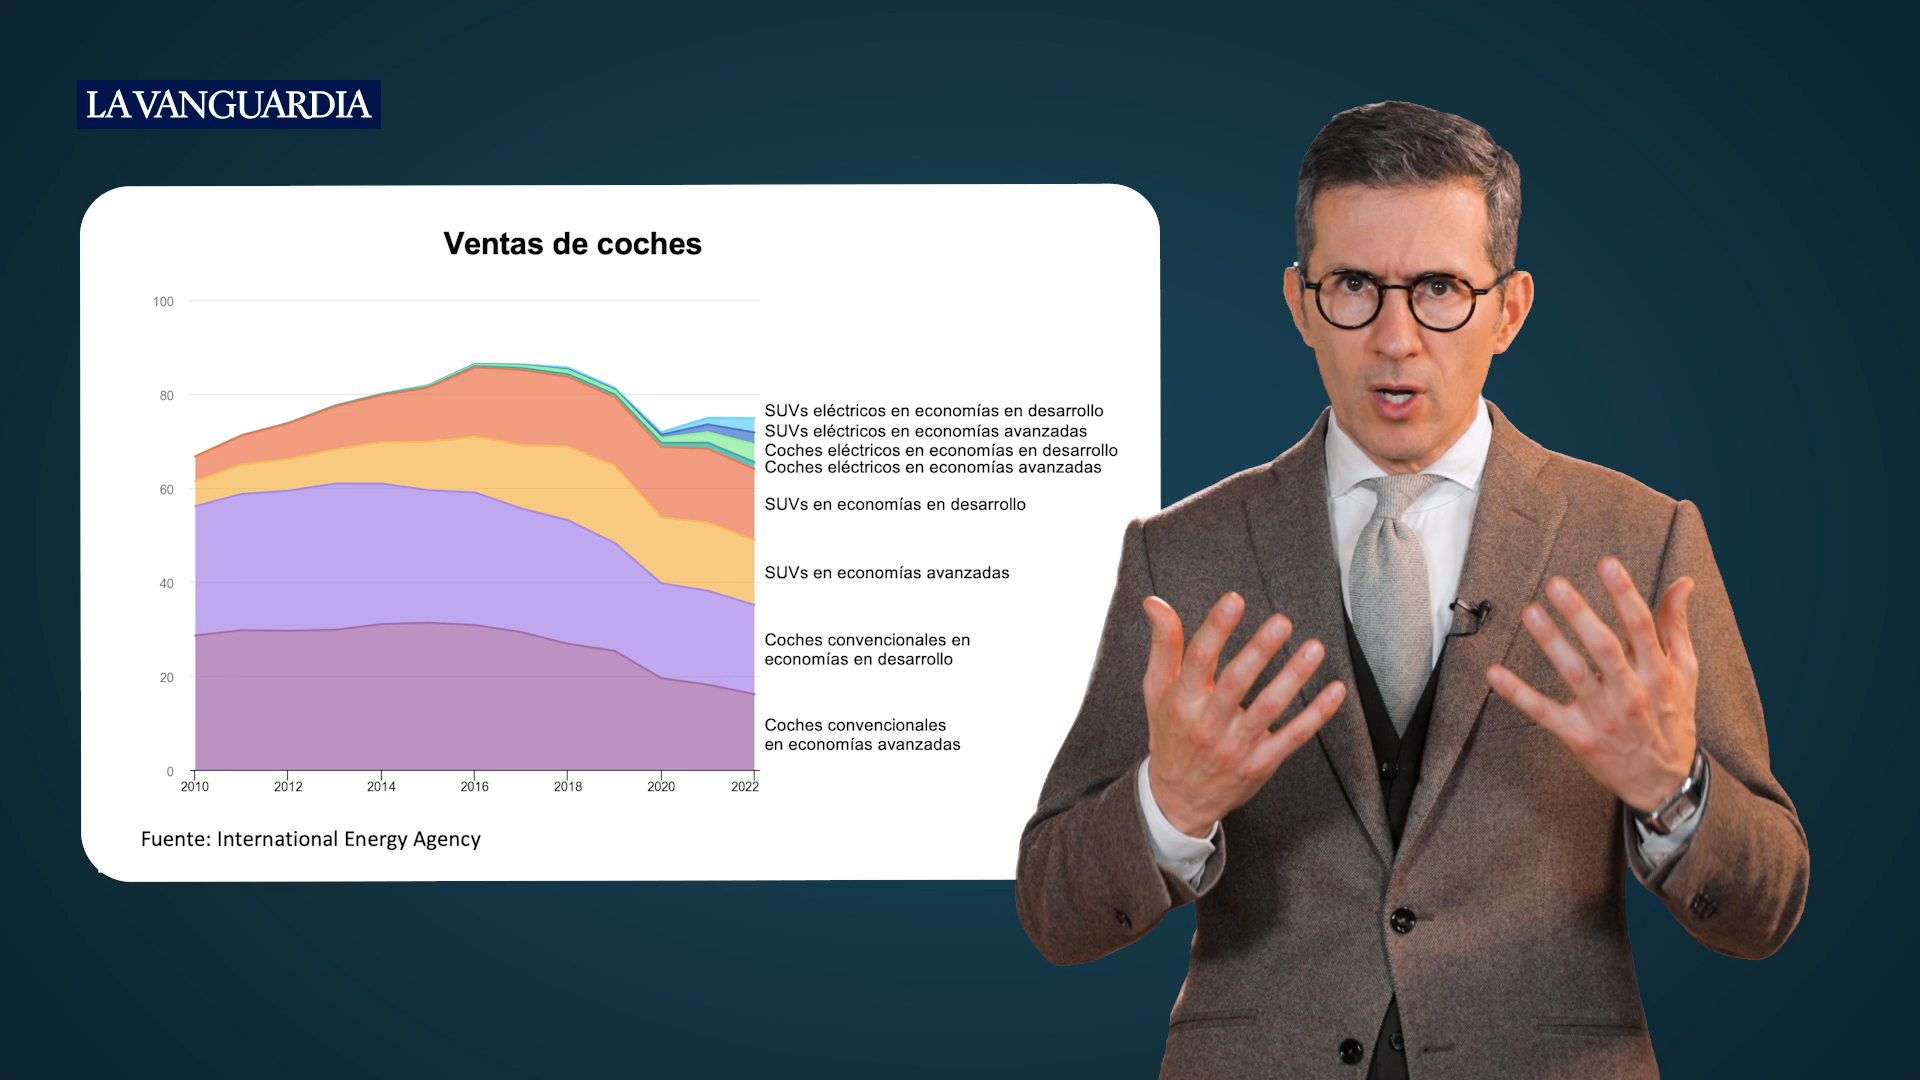 LA VANGUARDIA
Ventas de coches
100
80
60
40
20
0
2010 2012 2014 2016 2018 2020 2022
SUVs eléctricos en economías en desarrollo
SUVs eléctricos en economías avanzadas
Coches eléctricos en economías en desarrollo
Coches eléctricos en economías avanzadas
SUVs en economías en desarrollo
SUVs en economías avanzadas
Coches convencionales en
economías en desarrollo
Coches convencionales
en economías avanzadas
Fuente: International Energy Agency